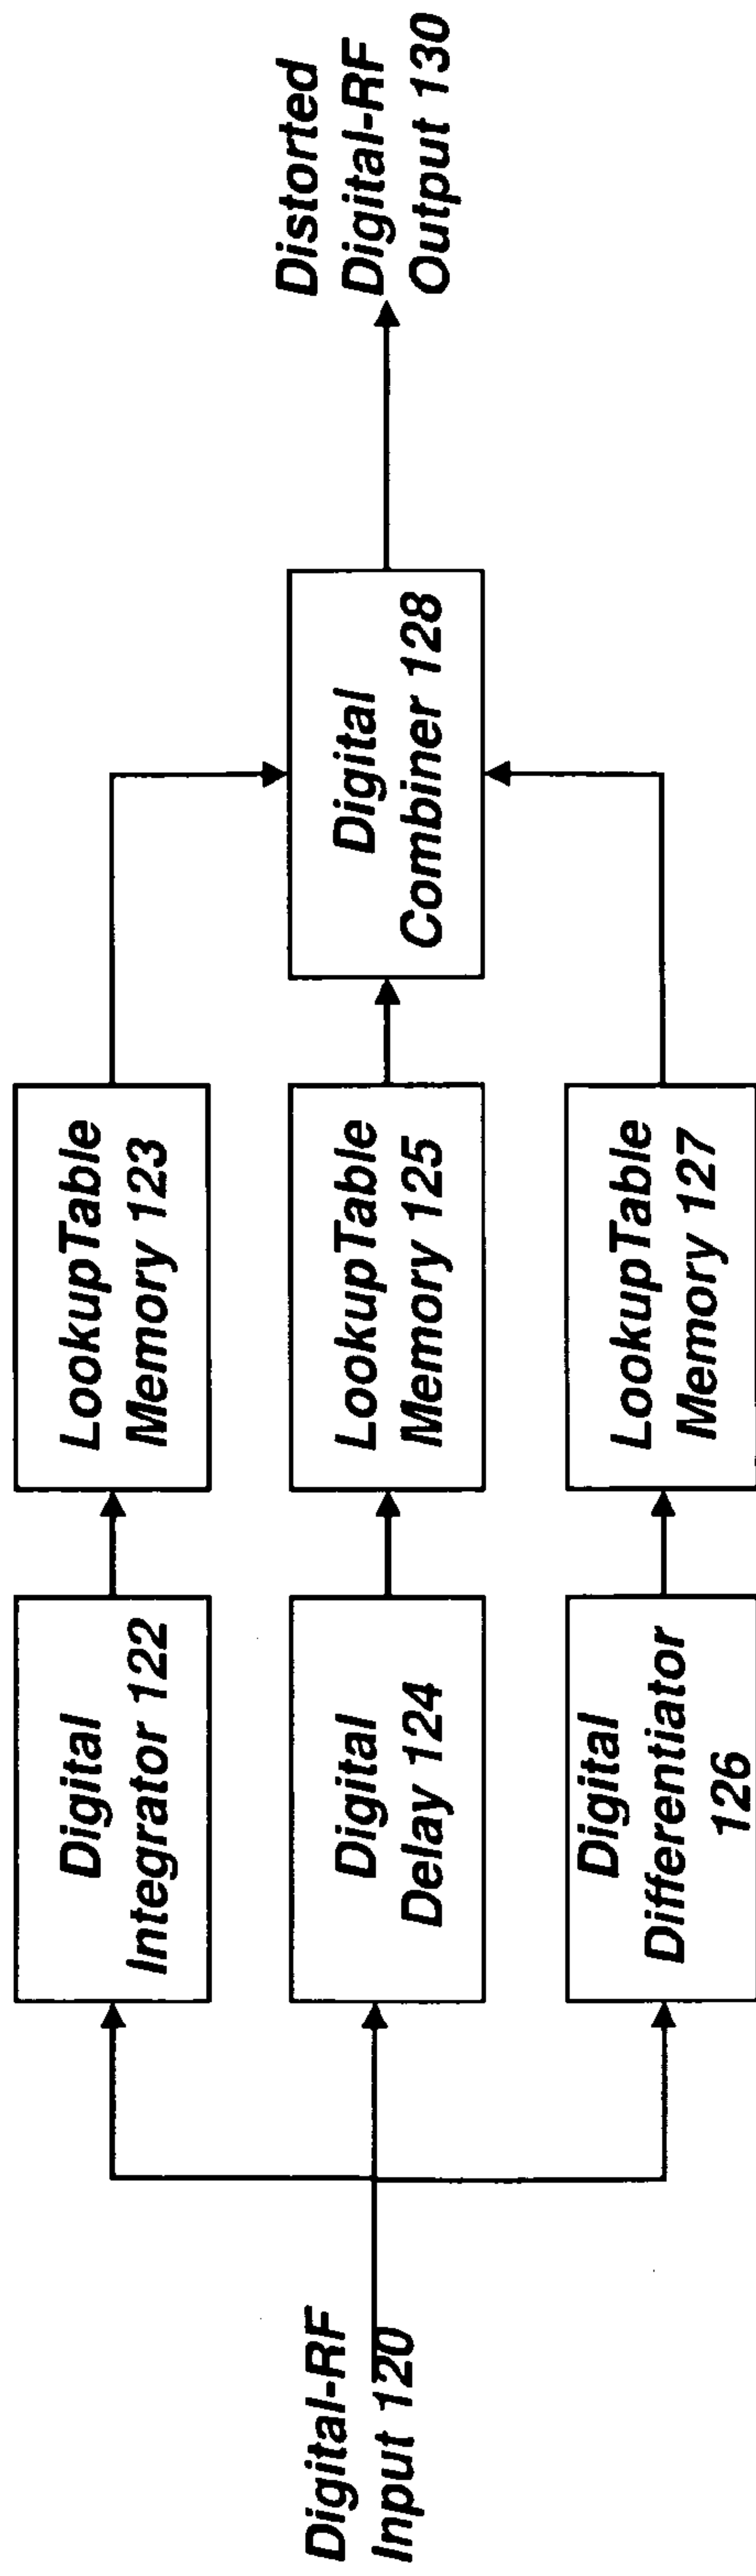 Digital-RF
Input 120
Digital
Integrator 122
LookupTable
Memory 123
Digital
Delay 124
LookupTable
Memory 125
Digital
Differentiator
126
LookupTable
Memory 127
Digital
Combiner 128
Distorted
Digital-RF
Output 130